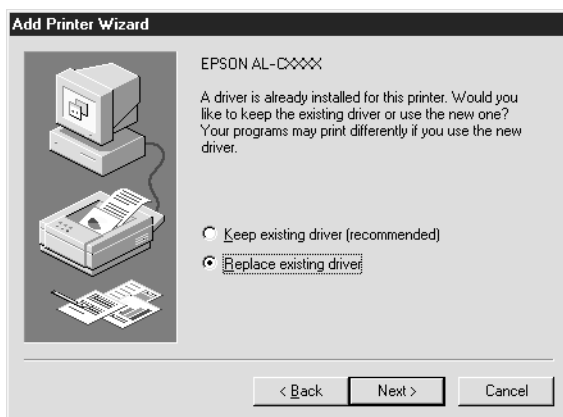 Add Printer Wizard
EPSON AL-CXXXX
A driver is already installed for this printer. Would you
like to keep the existing driver or use the new one?
Your programs may print differently if you use the new
driver.
Keep existing driver (recommended)
Replace existing driver
< Back Next > Cancel